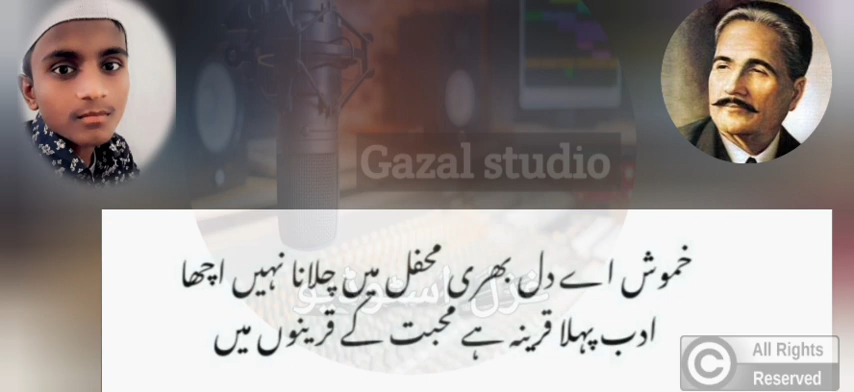 Gazal studio
خموش اے دل بھری محفل میں چلانا نہیں اچھا
غزل اسٹوڈیو
ادب پہلا قرینہ ہے محبت کے قرینوں میں
All Rights
Reserved